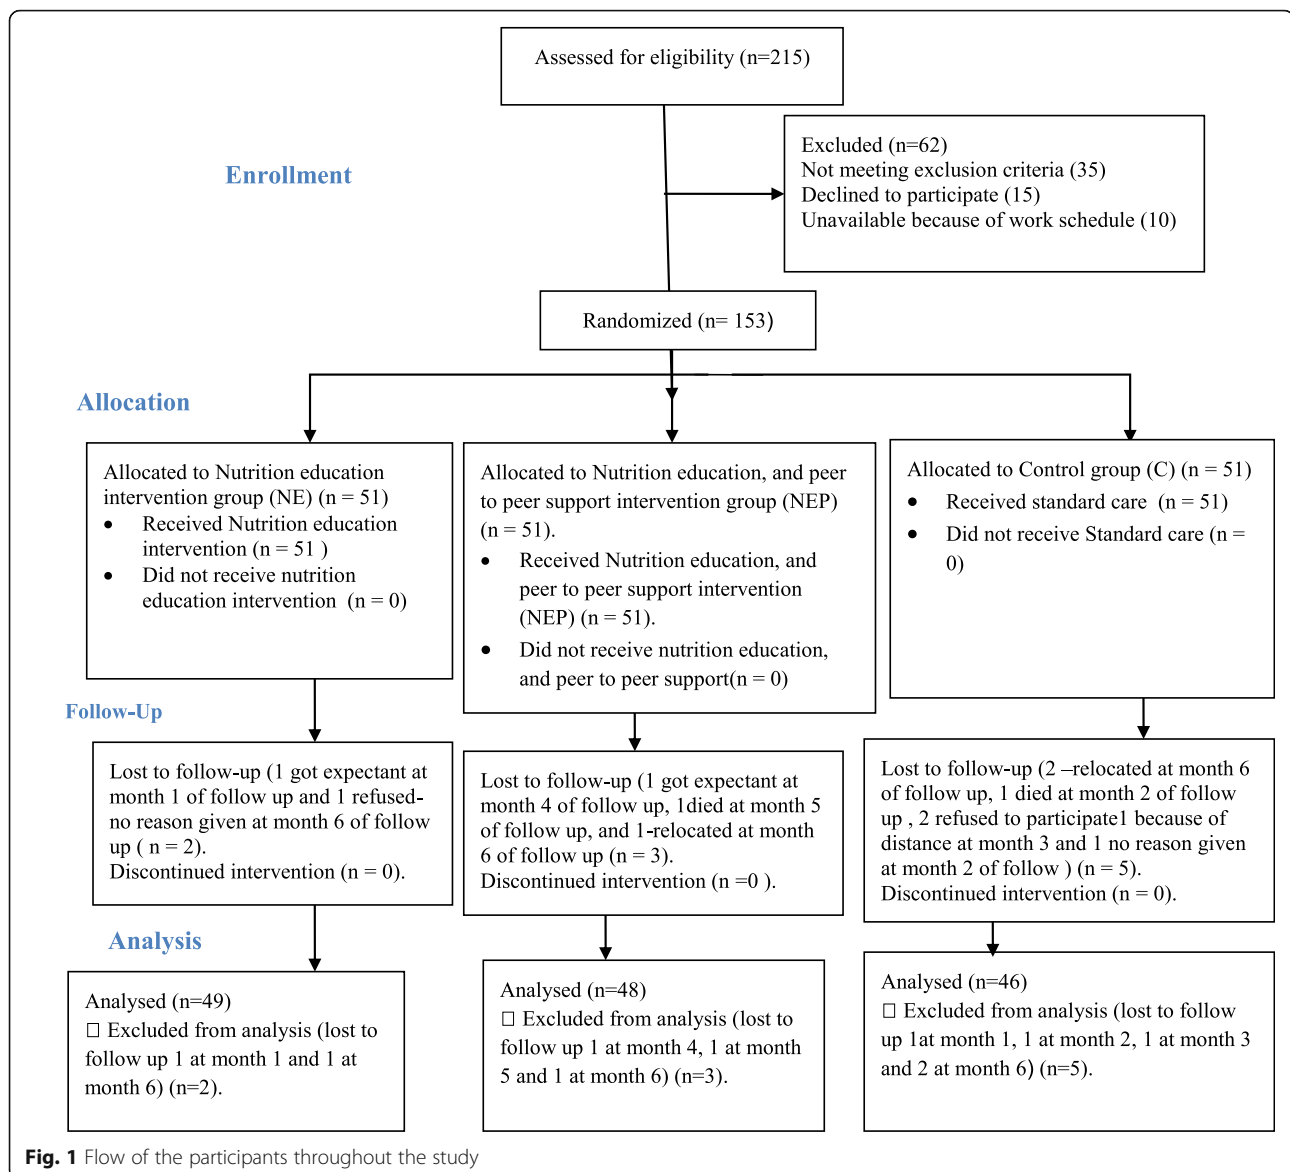 Assessed for eligibility (n=215)
Excluded (n=62)
Not meeting exclusion criteria (35)
Declined to participate (15)
Unavailable because of work schedule (10)
Enrollment
Randomized (n= 153)
Allocation
Allocated to Nutrition education
intervention group (NE) (n = 51)
• Received Nutrition education
intervention (n = 51 )
• Did not receive nutrition
education intervention (n = 0)
Allocated to Nutrition education, and peer
to peer support intervention group (NEP)
(n = 51).
• Received Nutrition education, and
peer to peer support intervention
(NEP) (n = 51).
• Did not receive nutrition education,
and peer to peer support(n = 0)
Allocated to Control group (C) (n = 51)
• Received standard care (n = 51)
• Did not receive Standard care (n =
0)
Follow-Up
Lost to follow-up (1 got expectant at
month 1 of follow up and 1 refused-
no reason given at month 6 of follow
up ( n = 2).
Discontinued intervention (n = 0).
Lost to follow-up (1 got expectant at
month 4 of follow up, 1died at month 5
of follow up, and 1-relocated at month
6 of follow up (n = 3).
Discontinued intervention (n =0 ).
Lost to follow-up (2 –relocated at month 6
of follow up, 1 died at month 2 of follow
up , 2 refused to participate1 because of
distance at month 3 and 1 no reason given
at month 2 of follow ) (n = 5).
Discontinued intervention (n = 0).
Analysis
Analysed (n=49)
□ Excluded from analysis (lost to
follow up 1 at month 1 and 1 at
month 6) (n=2).
Analysed (n=48)
□ Excluded from analysis (lost to
follow up 1 at month 4, 1 at month
5 and 1 at month 6) (n=3).
Analysed (n=46)
□ Excluded from analysis (lost to follow
up 1at month 1, 1 at month 2, 1 at month 3
and 2 at month 6) (n=5).
Fig. 1 Flow of the participants throughout the study